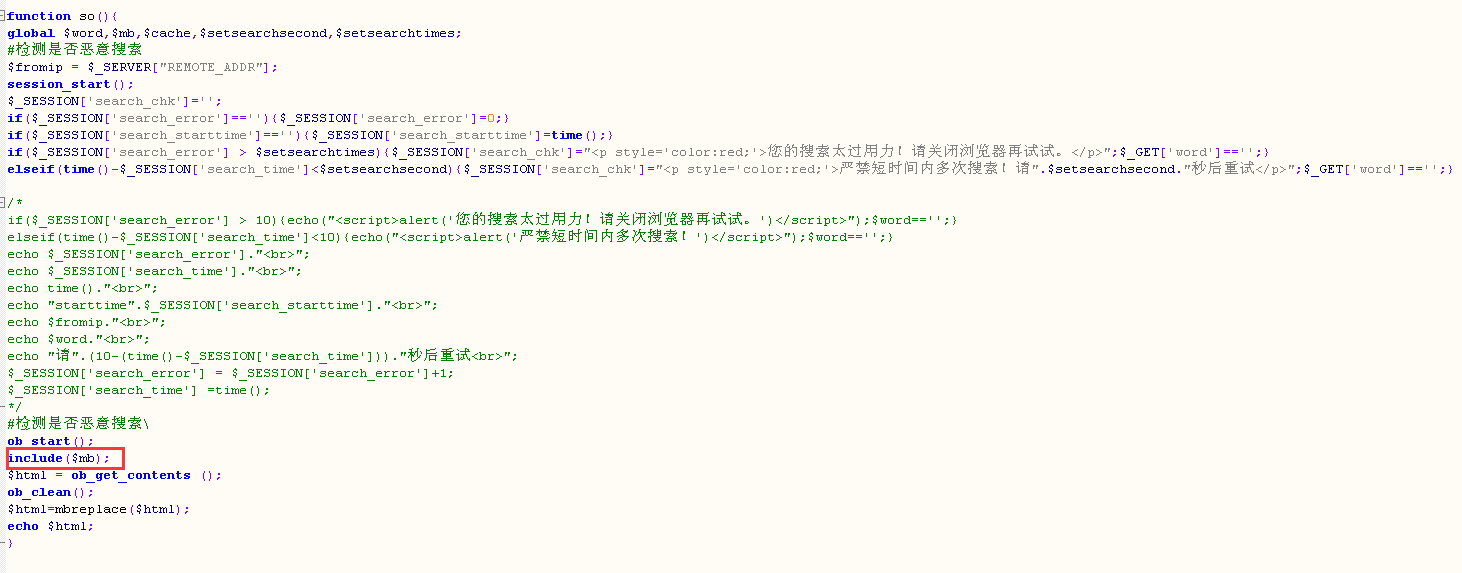 function so(){
global $word,$mb,$cache,$setsearchsecond,$setsearchtimes;
#检测是否恶意搜索
$fromip = $_SERVER["REMOTE_ADDR"];
session_start();
$_SESSION['search_chk']='';
if($_SESSION['search_error']==''){$_SESSION['search_error']=0;}
if($_SESSION['search_starttime']==''){$_SESSION['search_starttime']=time();}
if($_SESSION['search_error'] > $setsearchtimes){$_SESSION['search_chk']="<p style='color:red;'>您的搜索太过用力！请关闭浏览器再试试。</p>";$_GET['word']=='';}
elseif(time()-$_SESSION['search_time']<$setsearchsecond){$_SESSION['search_chk']="<p style='color:red;'>严禁短时间内多次搜索！请".$setsearchsecond."秒后重试</p>";$_GET['word']=='';}
/*
if($_SESSION['search_error'] > 10){echo("<script>alert('您的搜索太过用力！请关闭浏览器再试试。')</script>");$word=='';}
elseif(time()-$_SESSION['search_time']<10){echo("<script>alert('严禁短时间内多次搜索！')</script>");$word=='';}
echo $_SESSION['search_error']."<br>";
echo $_SESSION['search_time']."<br>";
echo time()."<br>";
echo "starttime".$_SESSION['search_starttime']."<br>";
echo $fromip."<br>";
echo $word."<br>";
echo "请".(10-(time()-$_SESSION['search_time']))."秒后重试<br>";
$_SESSION['search_error'] = $_SESSION['search_error']+1;
$_SESSION['search_time'] =time();
*/
#检测是否恶意搜索\
ob_start();
include($mb);
$html = ob_get_contents ();
ob_clean();
$html=mbreplace($html);
echo $html;
}